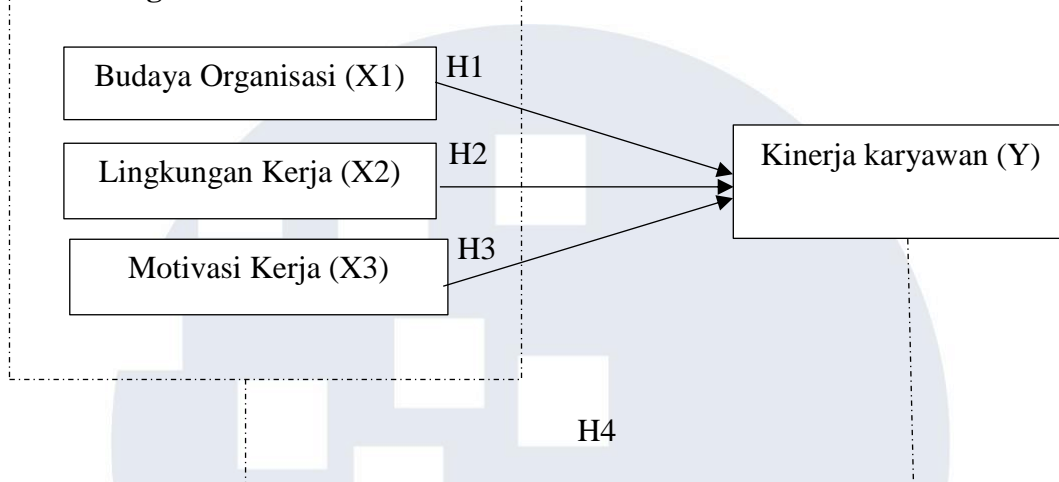 Budaya Organisasi (X1)
H1
Lingkungan Kerja (X2)
H2
Kinerja karyawan (Y)
Motivasi Kerja (X3)
H3
H4